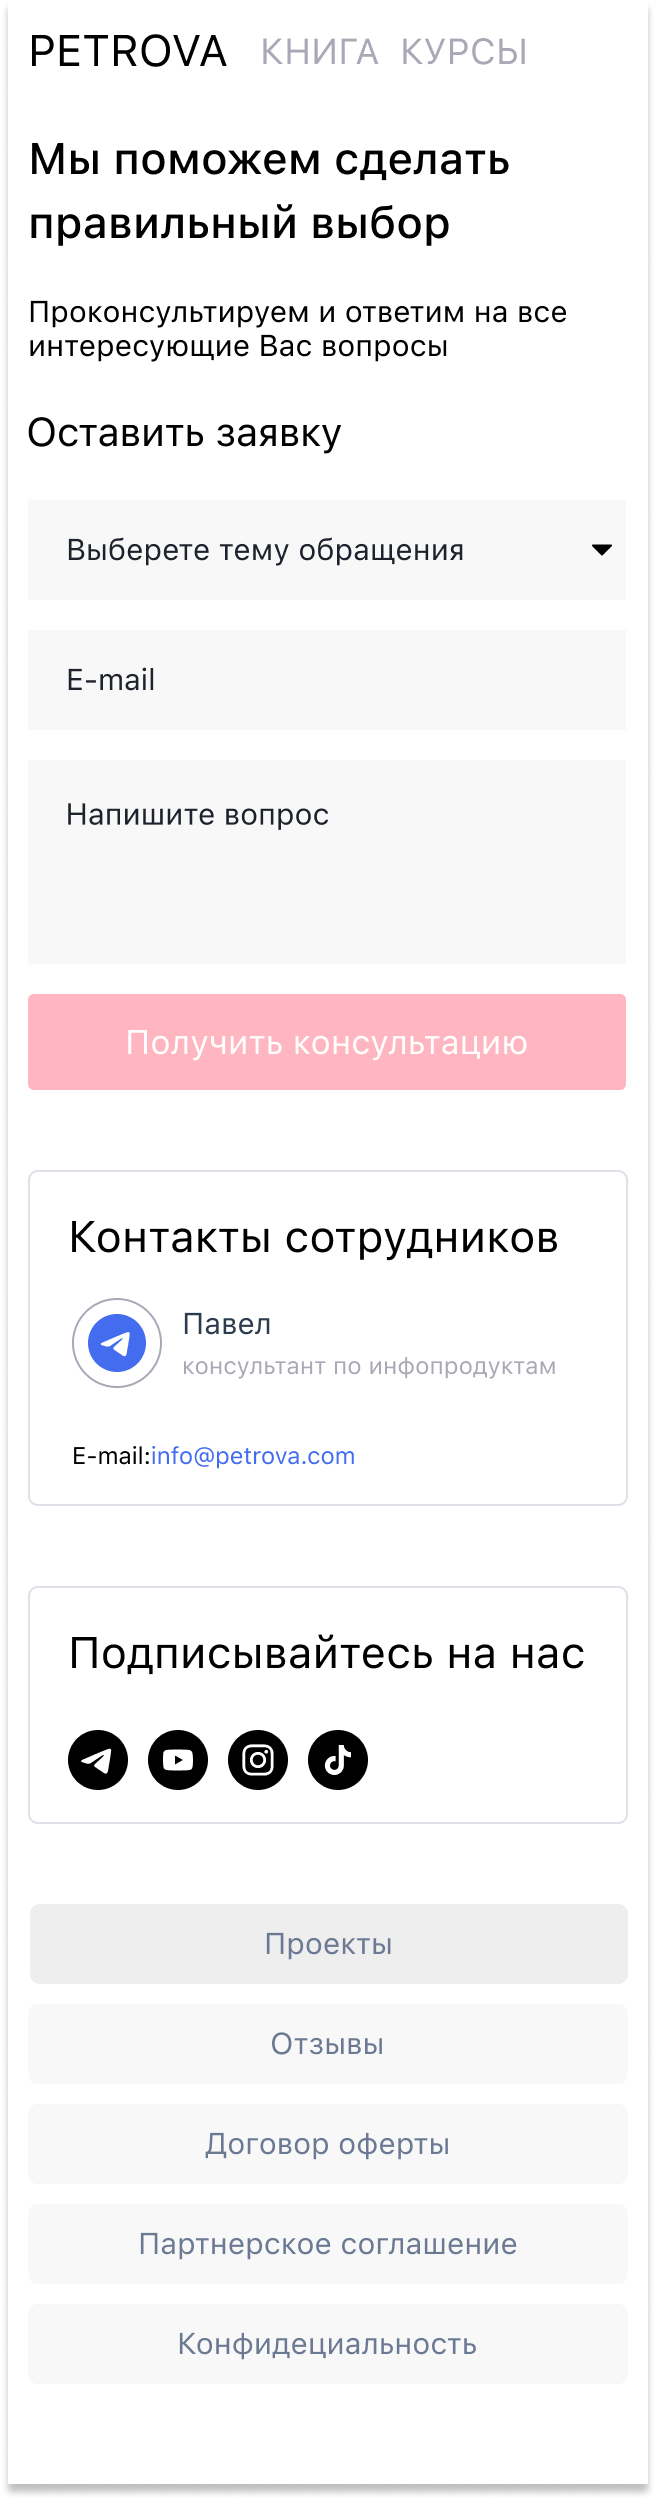 PETROVA КНИГА КУРСЫ
Мы поможем сделать
правильный выбор
Проконсультируем и ответим на все
интересующие Вас вопросы
Оставить заявку
Выберете тему обращения
E-mail
Напишите вопрос
Получить консультацию
Контакты сотрудников
Павел
консультант по инфопродуктам
E-mail:info@petrova.com
Подписывайтесь на нас
Проекты
Отзывы
Договор оферты
Партнерское соглашение
Конфидециальность